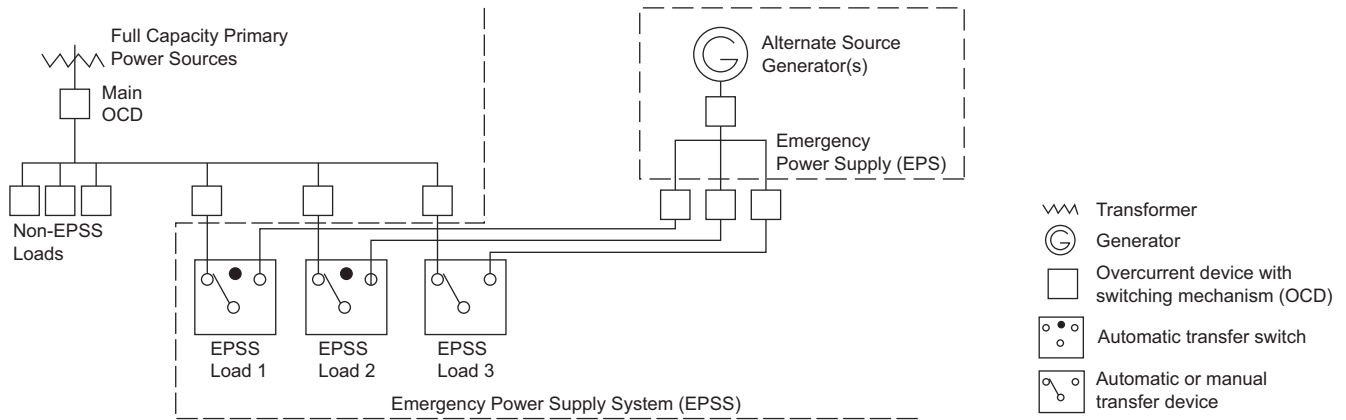 Full Capacity Primary
Power Sources
Main
OCD
Non-EPSS
Loads
G
Alternate Source
Generator(s)
Emergency
Power Supply (EPS)
EPSS
Load 1
EPSS
Load 2
EPSS
Load 3
Emergency Power Supply System (EPSS)
Transformer
G
Generator
Overcurrent device with
switching mechanism (OCD)
Automatic transfer switch
Automatic or manual
transfer device